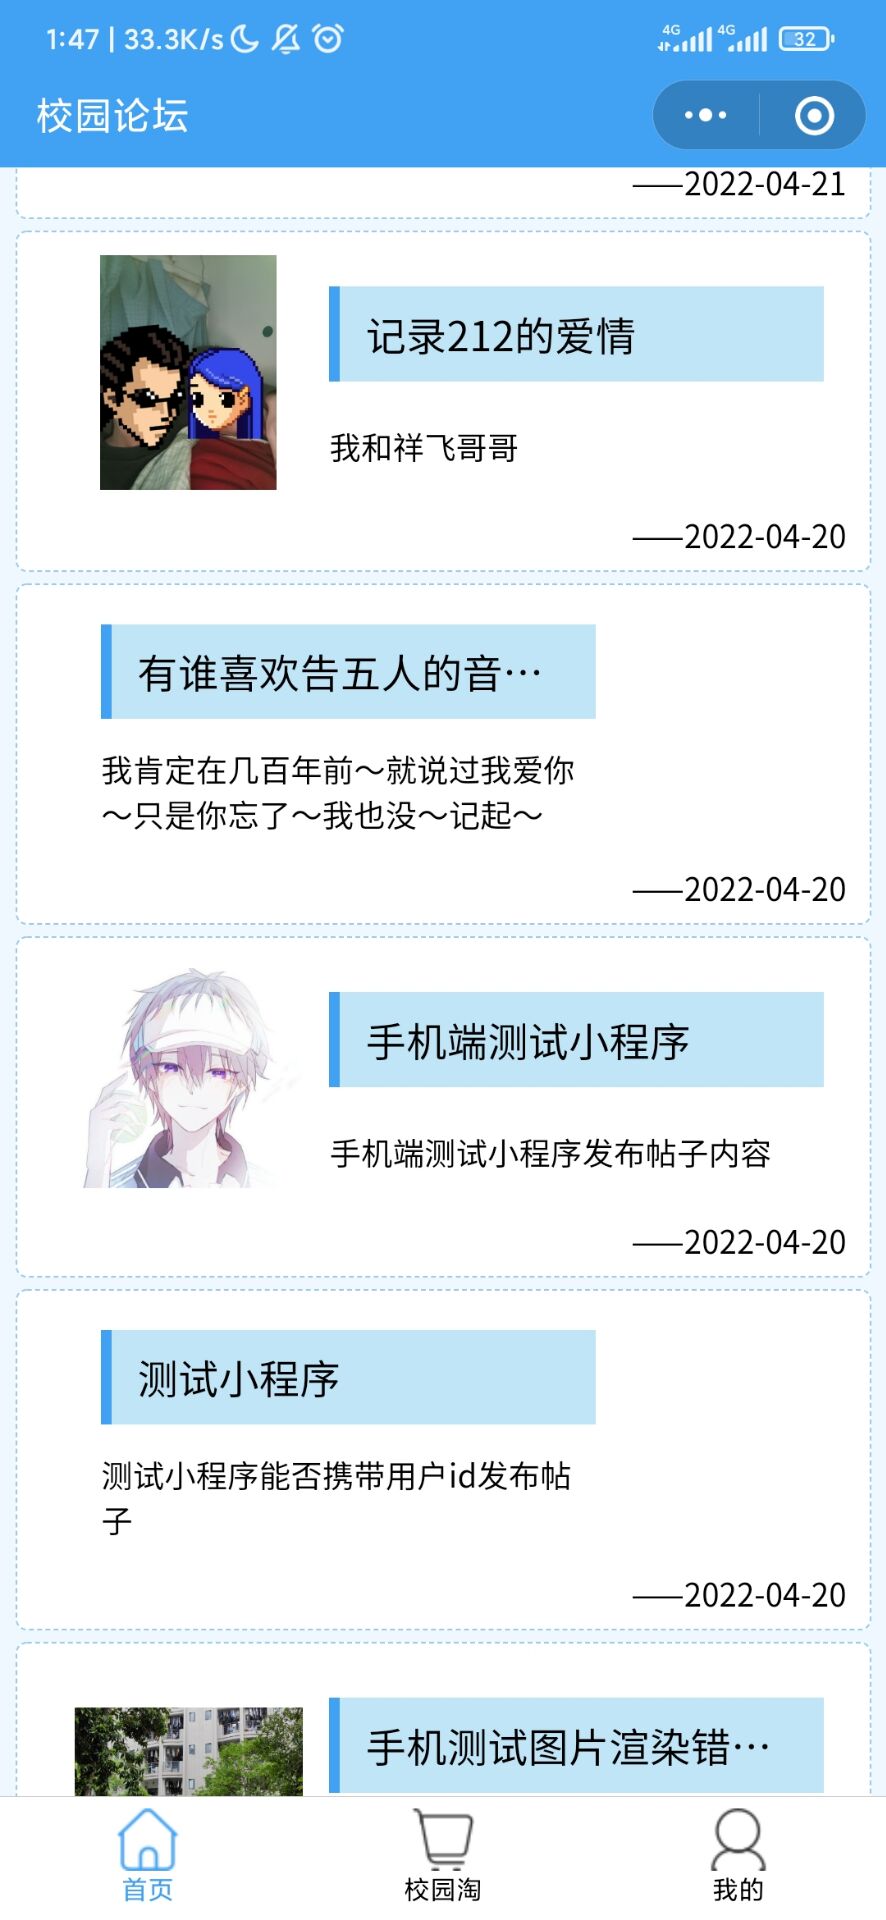 1:47 | 33.3K/s 4G 4G 32
校园论坛
——2022-04-21
记录212的爱情
我和祥飞哥哥
——2022-04-20
有谁喜欢告五人的音…
我肯定在几百年前～就说过我爱你
～只是你忘了～我也没～记起～
——2022-04-20
手机端测试小程序
手机端测试小程序发布帖子内容
——2022-04-20
测试小程序
测试小程序能否携带用户id发布帖
子
——2022-04-20
手机测试图片渲染错…
首页 校园淘 我的